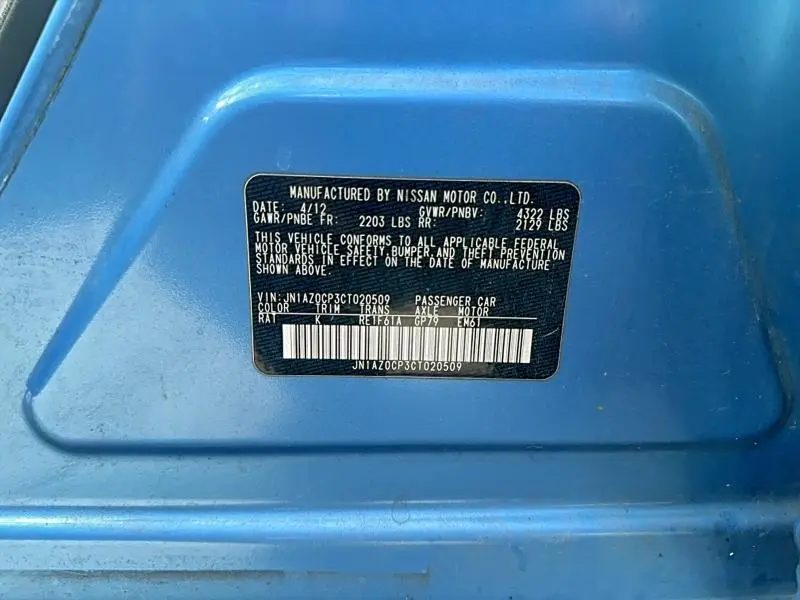 MANUFACTURED BY NISSAN MOTOR CO.,LTD.
DATE: 4/12 GVWR/PNBV: 4322 LBS
GAWR/PNBE FR: 2203 LBS RR: 2129 LBS
THIS VEHICLE CONFORMS TO ALL APPLICABLE FEDERAL
MOTOR VEHICLE SAFETY,BUMPER,AND THEFT PREVENTION
STANDARDS IN EFFECT ON THE DATE OF MANUFACTURE
SHOWN ABOVE.
VIN:JN1AZ0CP3CT020509 PASSENGER CAR
COLOR TRIM TRANS AXLE MOTOR
RAT K RE1F61A GP79 EM61
JN1AZ0CP3CT020509